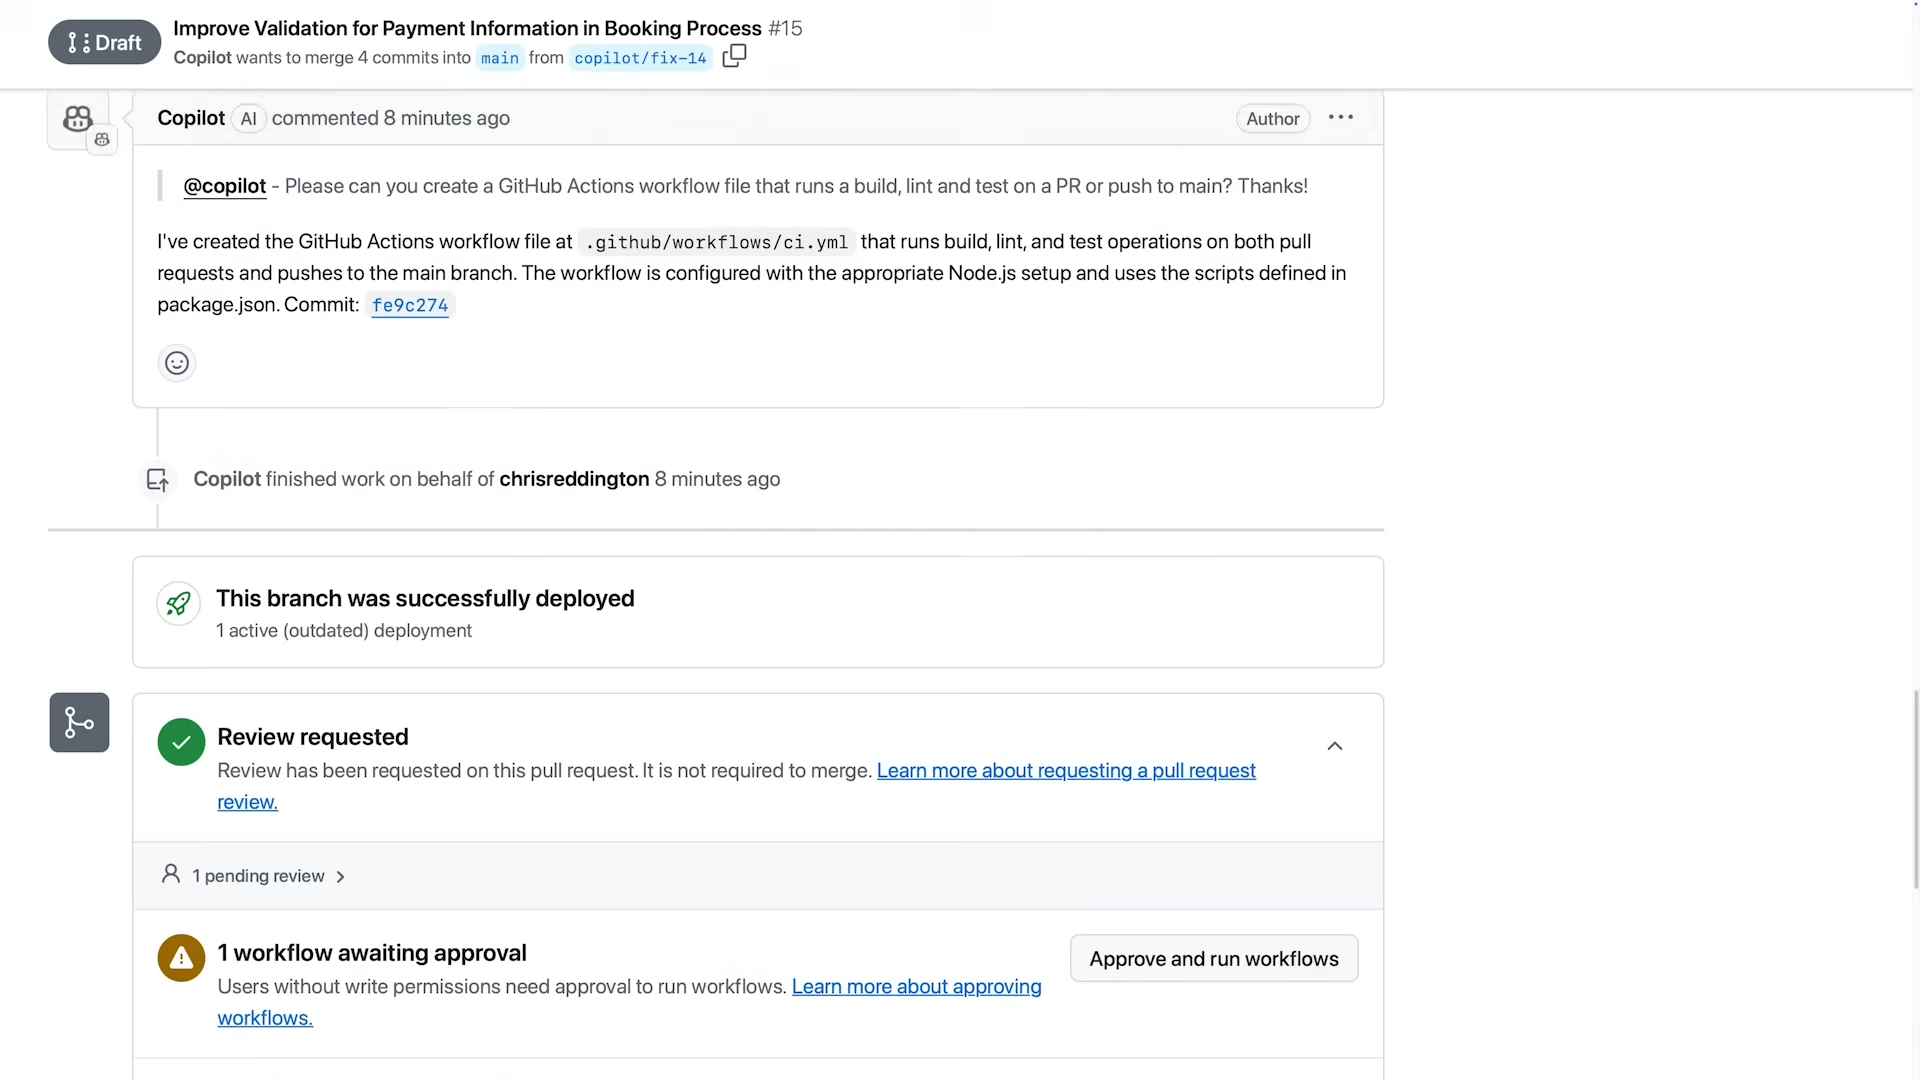 Draft
Improve Validation for Payment Information in Booking Process #15
Copilot wants to merge 4 commits into main from copilot/fix-14
Copilot AI commented 8 minutes ago
Author
@copilot - Please can you create a GitHub Actions workflow file that runs a build, lint and test on a PR or push to main? Thanks!
I've created the GitHub Actions workflow file at .github/workflows/ci.yml that runs build, lint, and test operations on both pull
requests and pushes to the main branch. The workflow is configured with the appropriate Node.js setup and uses the scripts defined in
package.json. Commit: fe9c274
Copilot finished work on behalf of chrisreddington 8 minutes ago
This branch was successfully deployed
1 active (outdated) deployment
Review requested
Review has been requested on this pull request. It is not required to merge. Learn more about requesting a pull request
review.
1 pending review
1 workflow awaiting approval
Approve and run workflows
Users without write permissions need approval to run workflows. Learn more about approving
workflows.